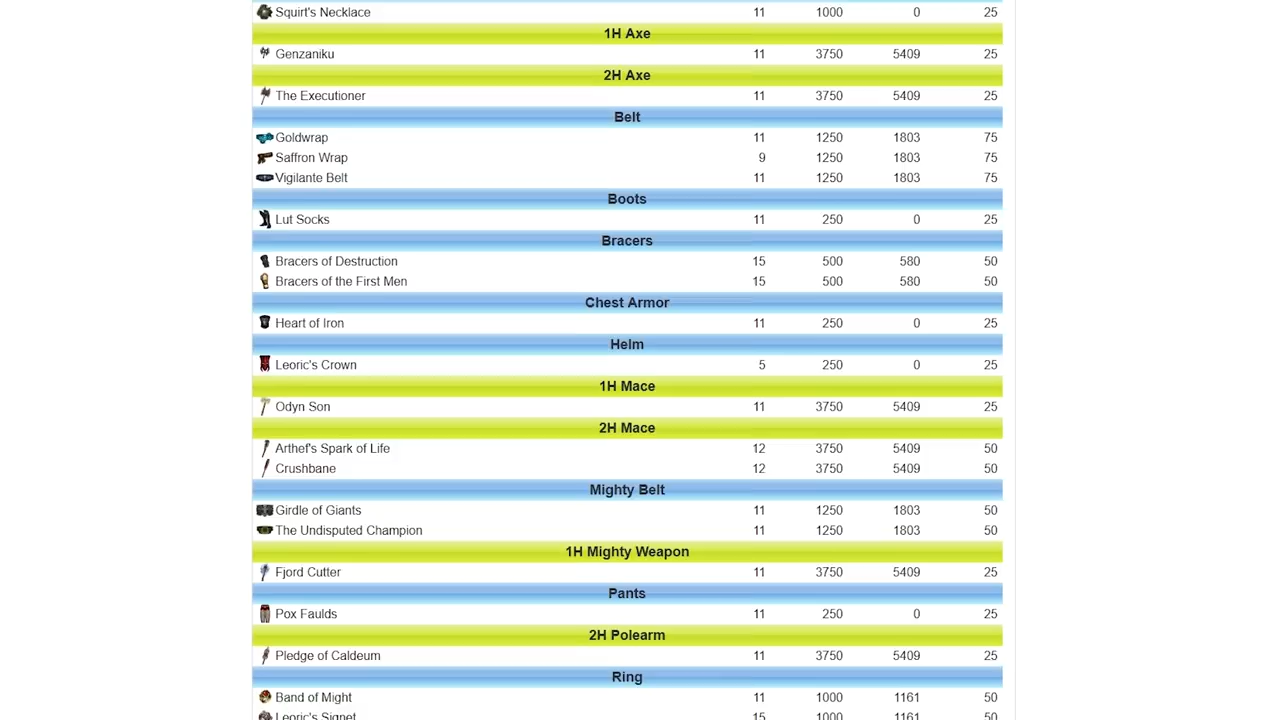 Squirt's Necklace 11 1000 0 25
1H Axe
Genzaniku 11 3750 5409 25
2H Axe
The Executioner 11 3750 5409 25
Belt
Goldwrap 11 1250 1803 75
Saffron Wrap 9 1250 1803 75
Vigilante Belt 11 1250 1803 75
Boots
Lut Socks 11 250 0 25
Bracers
Bracers of Destruction 15 500 580 50
Bracers of the First Men 15 500 580 50
Chest Armor
Heart of Iron 11 250 0 25
Helm
Leoric's Crown 5 250 0 25
1H Mace
Odyn Son 11 3750 5409 25
2H Mace
Arthef's Spark of Life 12 3750 5409 50
Crushbane 12 3750 5409 50
Mighty Belt
Girdle of Giants 11 1250 1803 50
The Undisputed Champion 11 1250 1803 50
1H Mighty Weapon
Fjord Cutter 11 3750 5409 25
Pants
Pox Faulds 11 250 0 25
2H Polearm
Pledge of Caldeum 11 3750 5409 25
Ring
Band of Might 11 1000 1161 50
Leoric's Signet 15 1000 1161 50